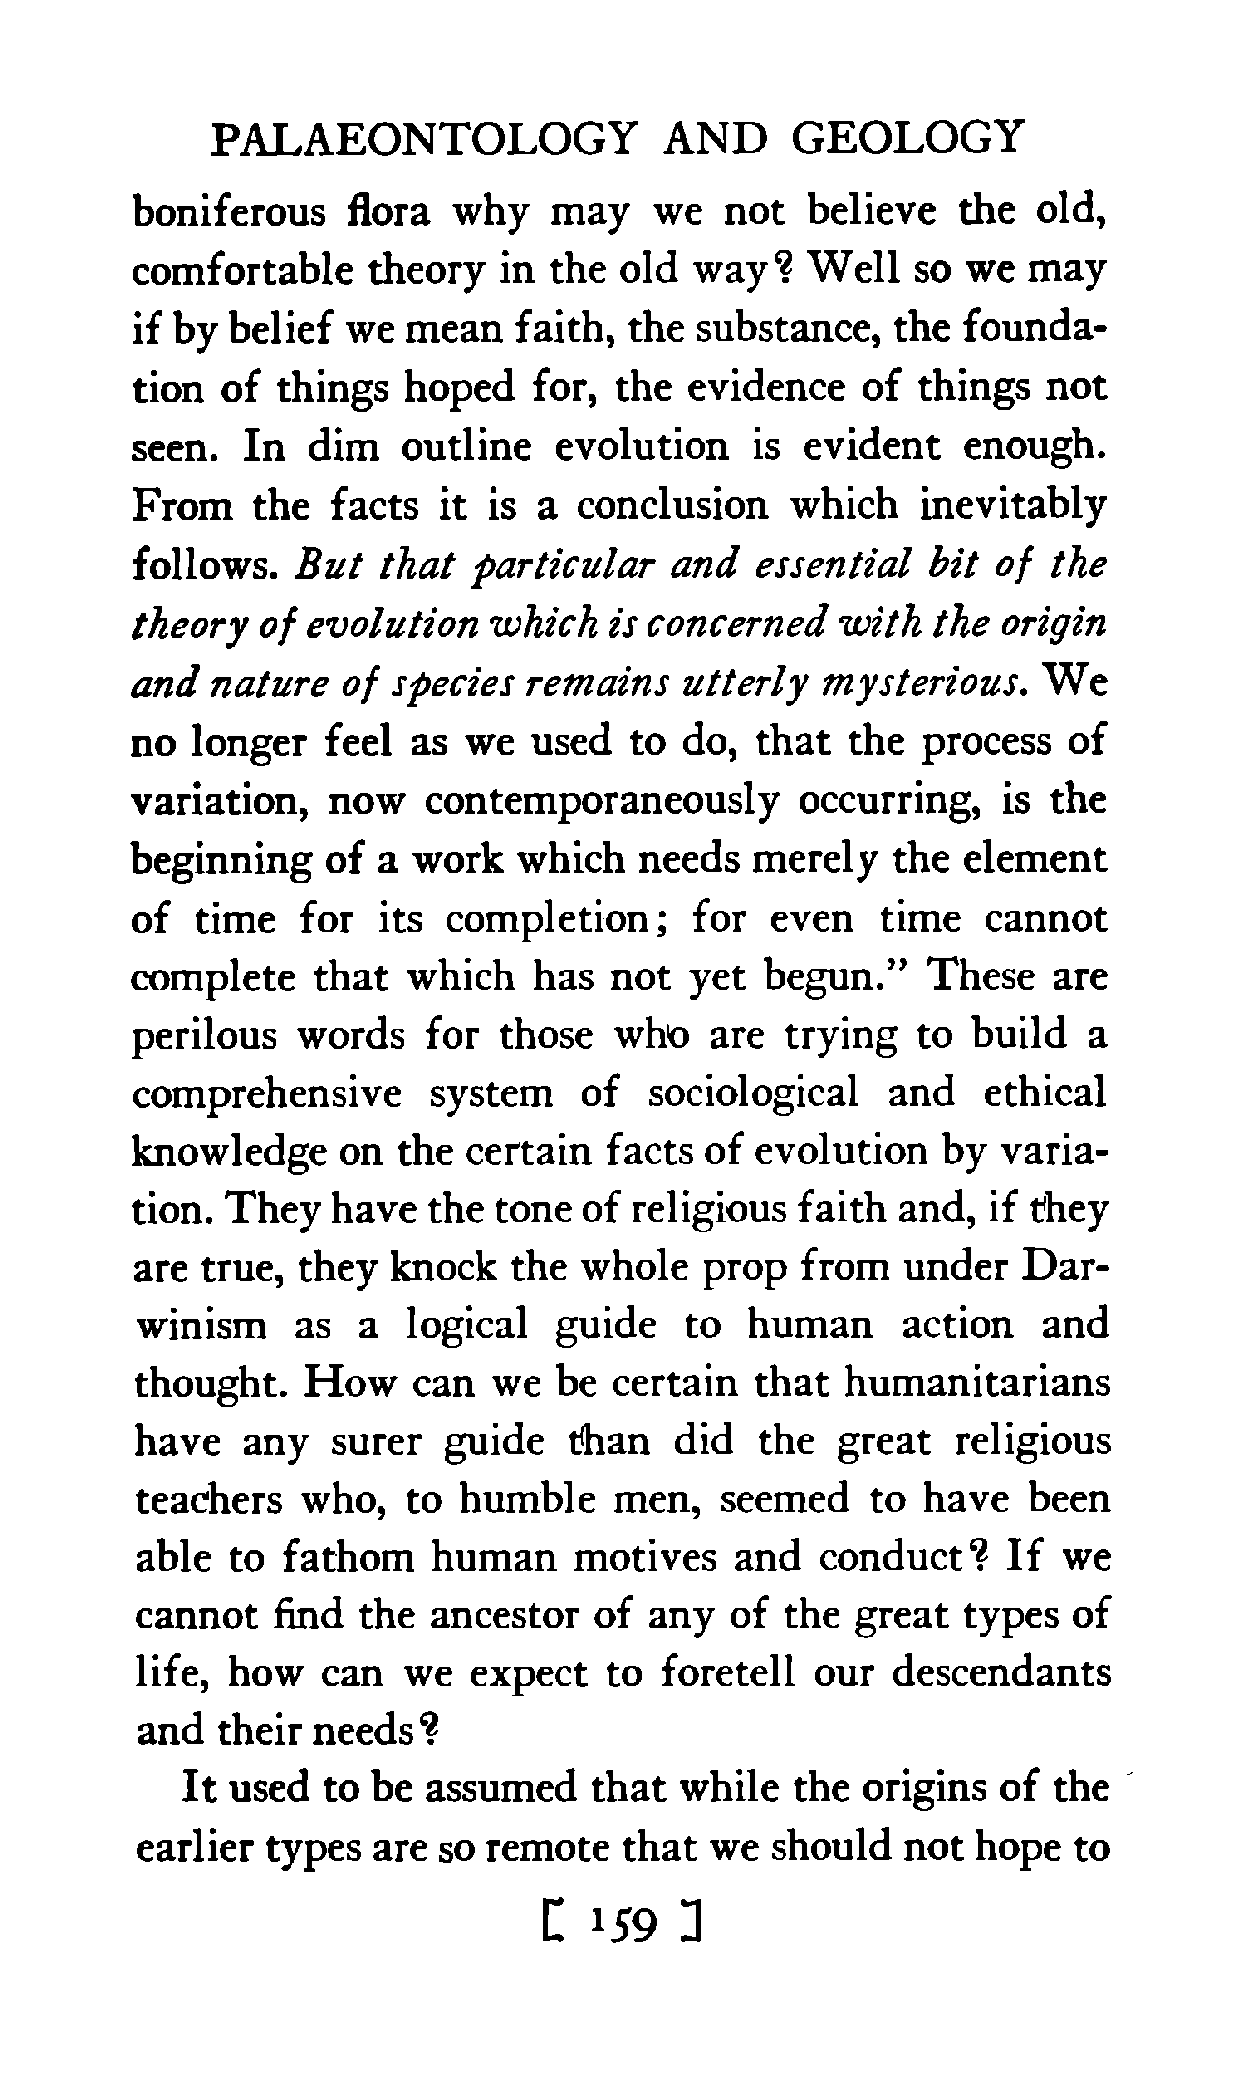 PALAEONTOLOGY AND GEOLOGY
boniferous flora why may we not believe the old,
comfortable theory in the old way? Well so we may
if by belief we mean faith, the substance, the founda-
tion of things hoped for, the evidence of things not
seen. In dim outline evolution is evident enough.
From the facts it is a conclusion which inevitably
follows. But that particular and essential bit of the
theory of evolution which is concerned with the origin
and nature of species remains utterly mysterious. We
no longer feel as we used to do, that the process of
variation, now contemporaneously occurring, is the
beginning of a work which needs merely the element
of time for its completion; for even time cannot
complete that which has not yet begun." These are
perilous words for those who are trying to build a
comprehensive system of sociological and ethical
knowledge on the certain facts of evolution by varia-
tion. They have the tone of religious faith and, if they
are true, they knock the whole prop from under Dar-
winism as a logical guide to human action and
thought. How can we be certain that humanitarians
have any surer guide than did the great religious
teachers who, to humble men, seemed to have been
able to fathom human motives and conduct? If we
cannot find the ancestor of any of the great types of
life, how can we expect to foretell our descendants
and their needs?
It used to be assumed that while the origins of the
earlier types are so remote that we should not hope to
[ 159 ]